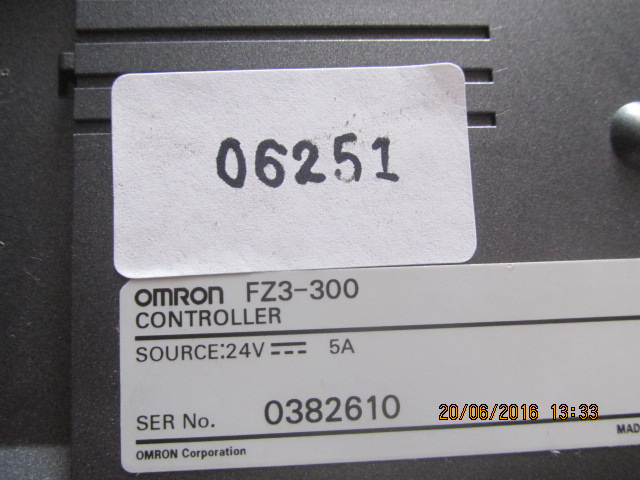 06251
OMRON FZ3-300
CONTROLLER
SOURCE:24V⎓ 5A
SER No. 0382610
20/06/2016 13:33
MAD
OMRON Corporation